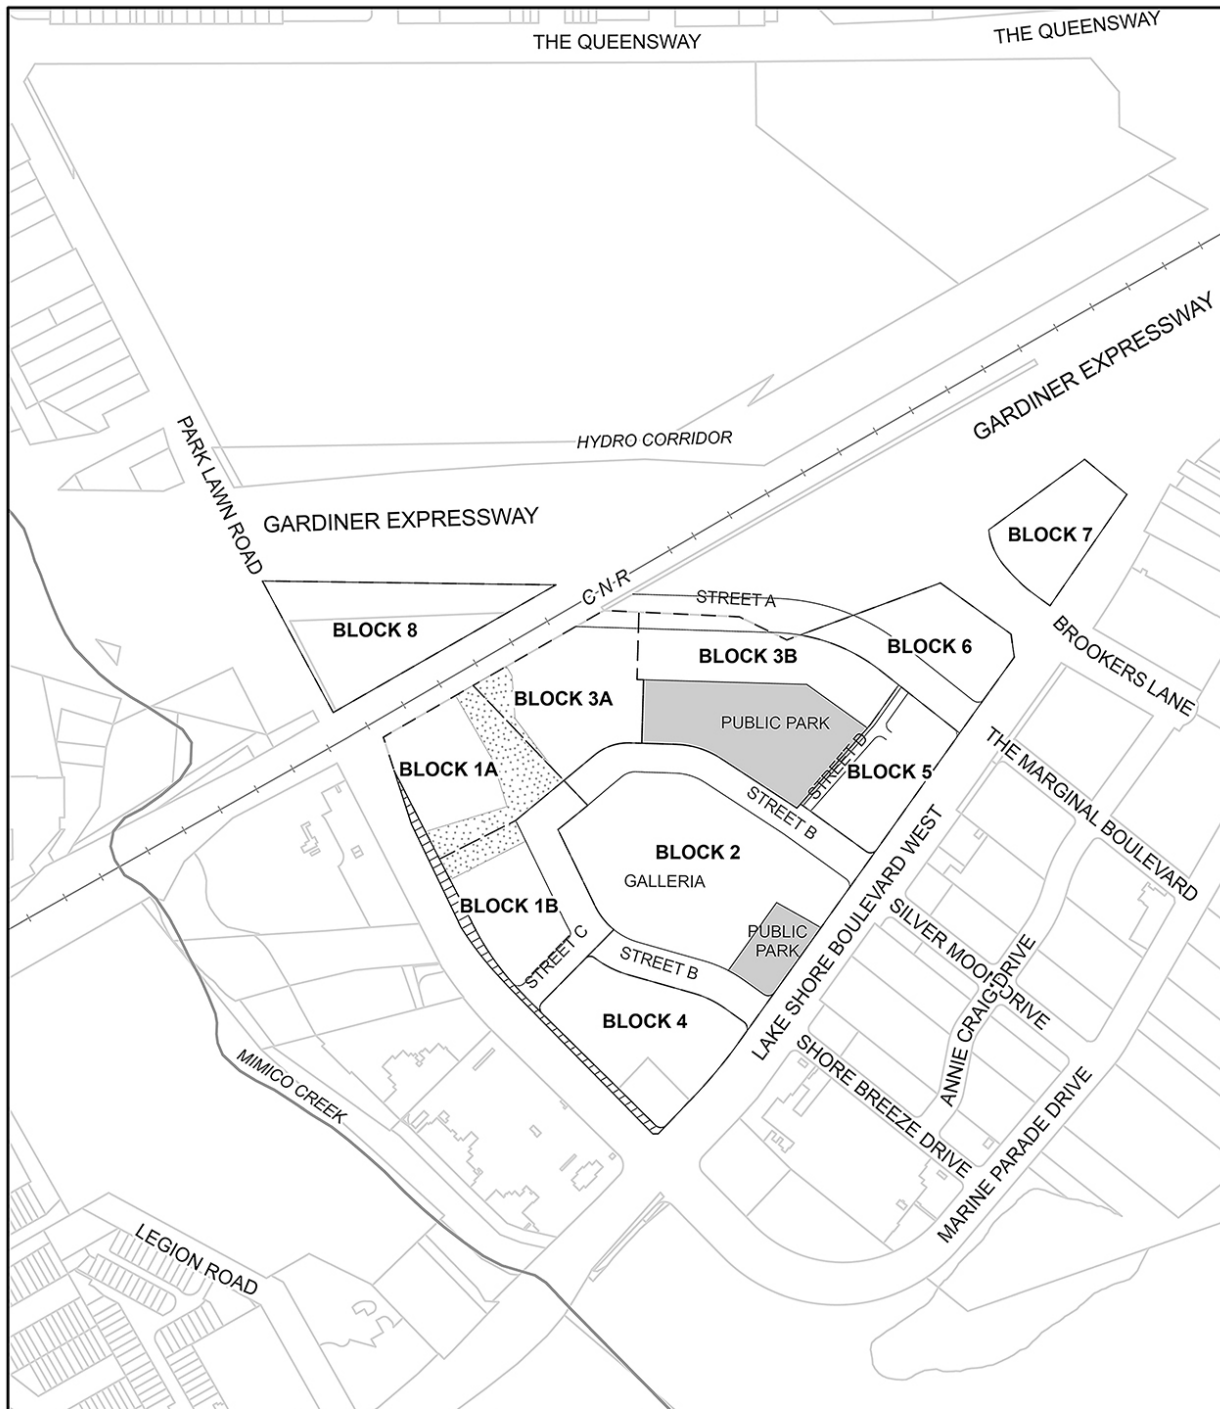 THE QUEENSWAY
THE QUEENSWAY
GARDINER EXPRESSWAY
PARK LAWN ROAD
HYDRO CORRIDOR
GARDINER EXPRESSWAY
BLOCK 7
C-N-R
STREET A
BLOCK 8
BLOCK 6
BROOKERS LANE
BLOCK 3B
BLOCK 3A
PUBLIC PARK
THE MARGINAL BOULEVARD
BLOCK 1A
STREET D
BLOCK 5
STREET B
LAKE SHORE BOULEVARD WEST
BLOCK 2
GALLERIA
BLOCK 1B
SILVER MOON DRIVE
PUBLIC
PARK
STREET C
STREET B
ANNIE CRAIG DRIVE
BLOCK 4
SHORE BREEZE DRIVE
MIMICO CREEK
MARINE PARADE DRIVE
LEGION ROAD